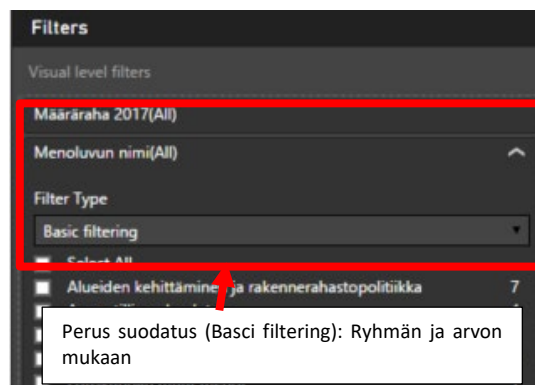 Filters
Visual level filters
Määräraha 2017(All)
Menoluvun nimi(All)
Filter Type
Basic filtering
Select All
Alueiden kehittäminen ja rakennerahastopolitiikka 7
Perus suodatus (Basci filtering): Ryhmän ja arvon
mukaan